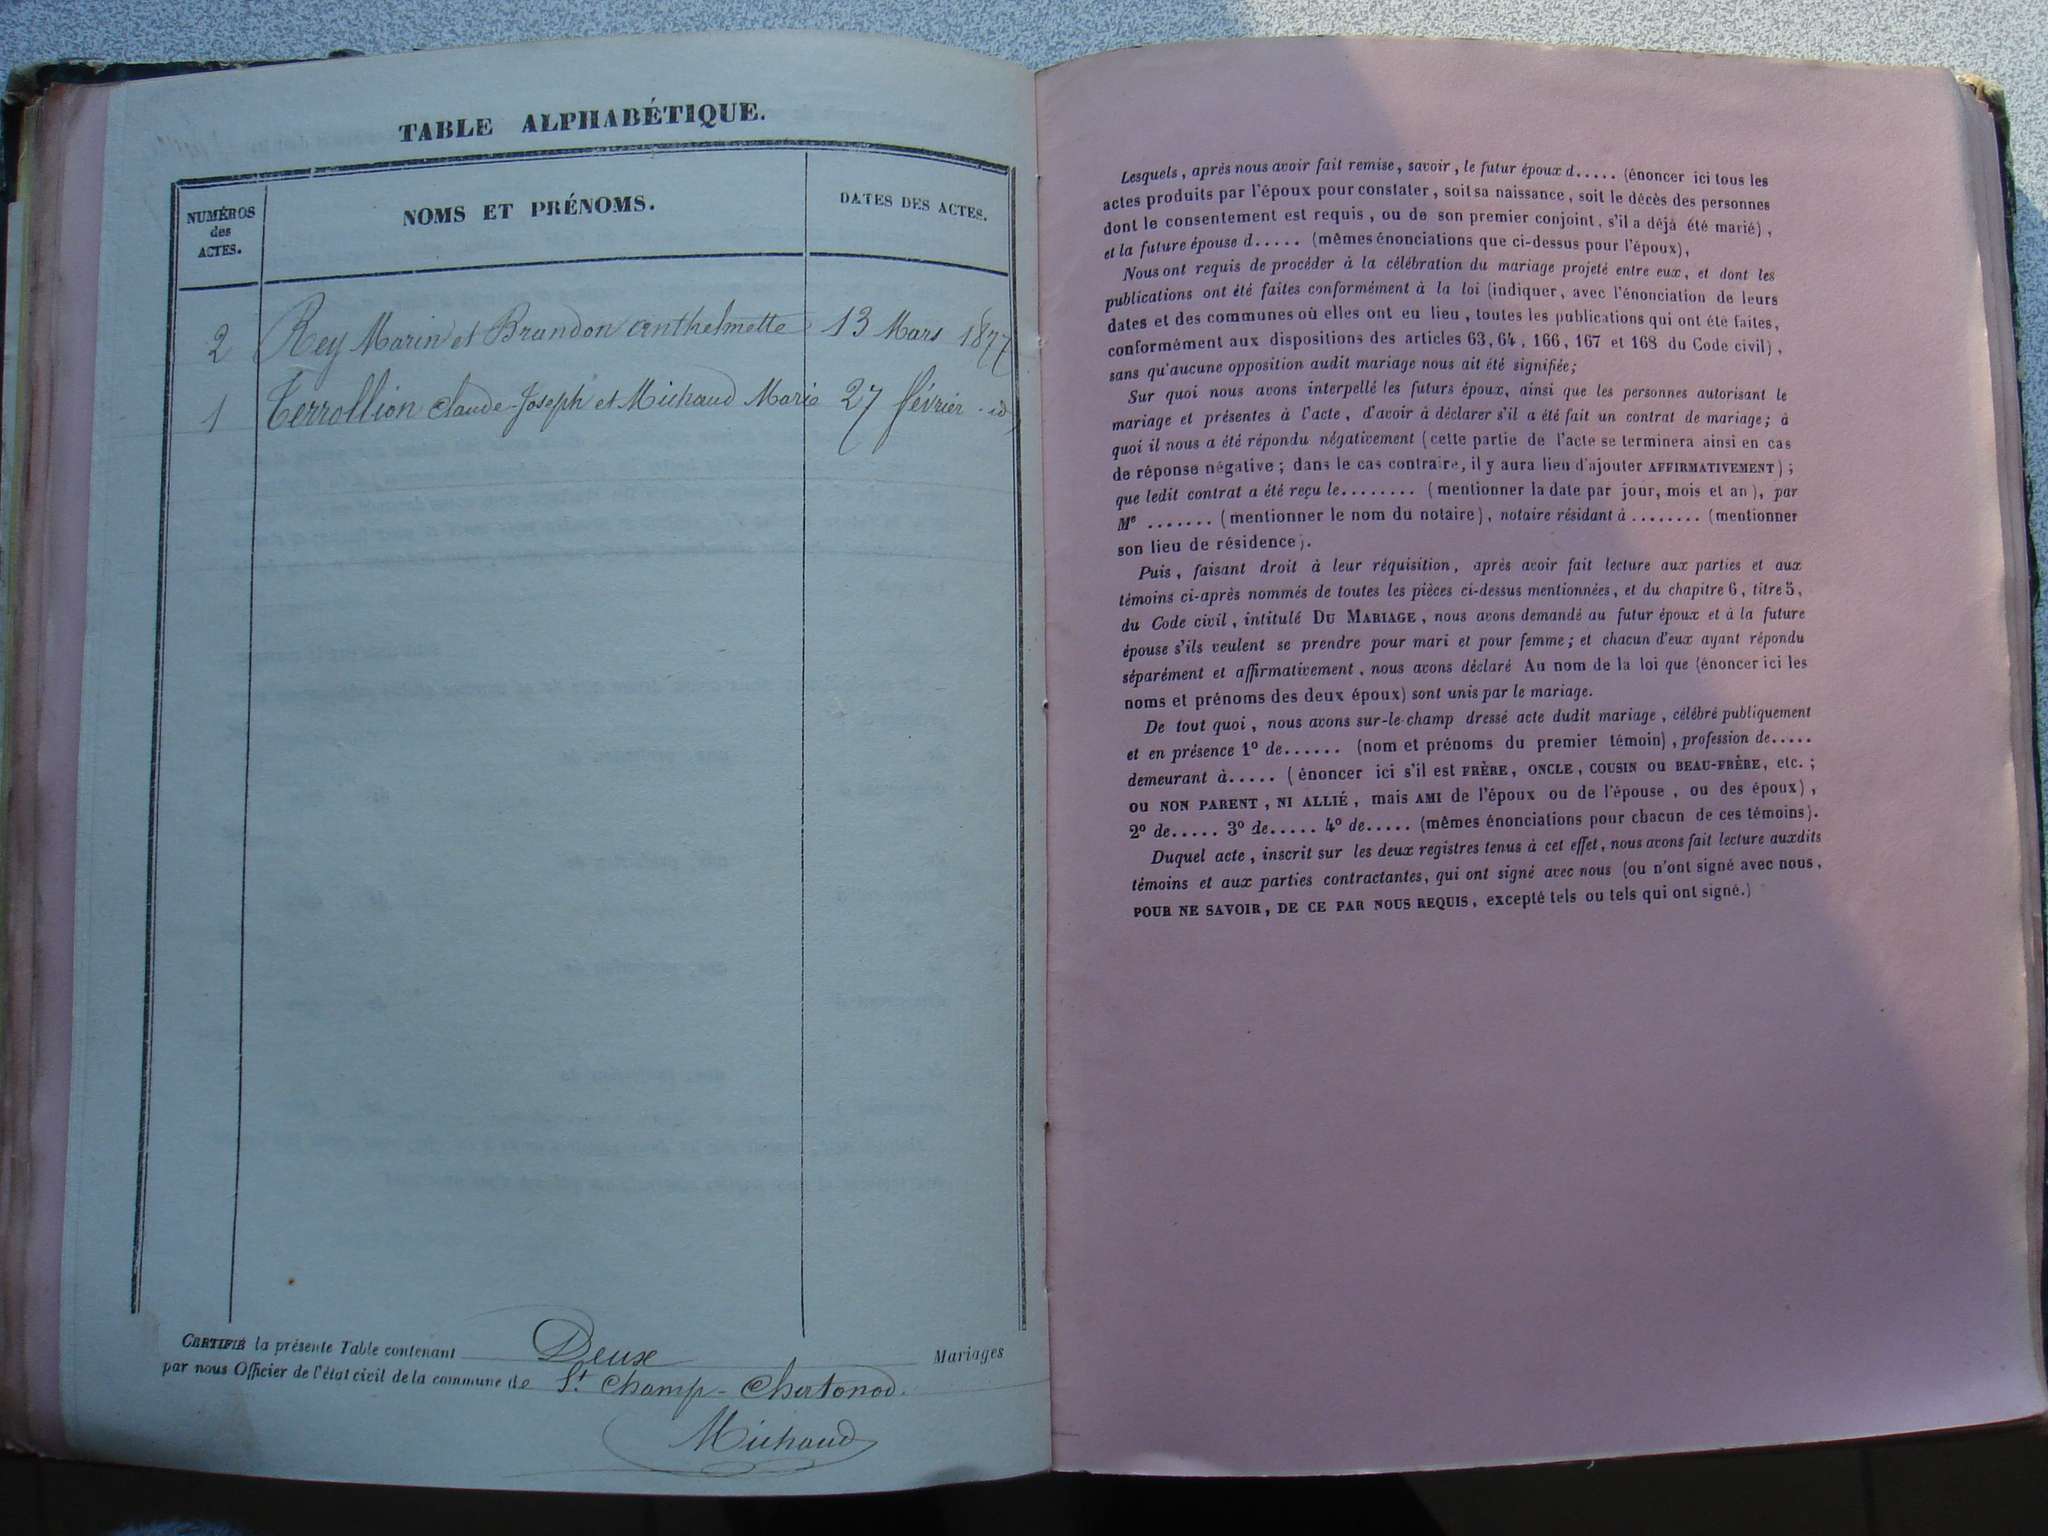 TABLE ALPHABÉTIQUE.
NUMÉROS
des
ACTES.
NOMS ET PRÉNOMS.
DATES DES ACTES.
2 Rey Marin et Brandon Anthelmette 13 Mars 1877
1 Terrollion Claude-Joseph et Michaud Marie 27 février id
CERTIFIÉ la présente Table contenant Deux Mariages
par nous Officier de l'état civil de la commune de St Champ-Chatonod.
Michaud
Lesquels, après nous avoir fait remise, savoir, le futur époux d..... (énoncer ici tous les
actes produits par l'époux pour constater, soit sa naissance, soit le décès des personnes
dont le consentement est requis, ou de son premier conjoint, s'il a déjà été marié),
et la future épouse d..... (mêmes énonciations que ci-dessus pour l'époux),
Nous ont requis de procéder à la célébration du mariage projeté entre eux, et dont les
publications ont été faites conformément à la loi (indiquer, avec l'énonciation de leurs
dates et des communes où elles ont eu lieu, toutes les publications qui ont été faites,
conformément aux dispositions des articles 63, 64, 166, 167 et 168 du Code civil),
sans qu'aucune opposition audit mariage nous ait été signifiée;
Sur quoi nous avons interpellé les futurs époux, ainsi que les personnes autorisant le
mariage et présentes à l'acte, d'avoir à déclarer s'il a été fait un contrat de mariage; à
quoi il nous a été répondu négativement (cette partie de l'acte se terminera ainsi en cas
de réponse négative; dans le cas contraire, il y aura lieu d'ajouter AFFIRMATIVEMENT);
que ledit contrat a été reçu le........ (mentionner la date par jour, mois et an), par
Me ....... (mentionner le nom du notaire), notaire résidant à ........ (mentionner
son lieu de résidence).
Puis, faisant droit à leur réquisition, après avoir fait lecture aux parties et aux
témoins ci-après nommés de toutes les pièces ci-dessus mentionnées, et du chapitre 6, titre 5,
du Code civil, intitulé DU MARIAGE, nous avons demandé au futur époux et à la future
épouse s'ils veulent se prendre pour mari et pour femme; et chacun d'eux ayant répondu
séparément et affirmativement, nous avons déclaré Au nom de la loi que (énoncer ici les
noms et prénoms des deux époux) sont unis par le mariage.
De tout quoi, nous avons sur-le-champ dressé acte dudit mariage, célébré publiquement
et en présence 1º de...... (nom et prénoms du premier témoin), profession de.....
demeurant à..... (énoncer ici s'il est FRÈRE, ONCLE, COUSIN ou BEAU-FRÈRE, etc.;
ou NON PARENT, NI ALLIÉ, mais AMI de l'époux ou de l'épouse, ou des époux),
2º de..... 3º de..... 4º de..... (mêmes énonciations pour chacun de ces témoins).
Duquel acte, inscrit sur les deux registres tenus à cet effet, nous avons fait lecture auxdits
témoins et aux parties contractantes, qui ont signé avec nous (ou n'ont signé avec nous,
POUR NE SAVOIR, DE CE PAR NOUS REQUIS, excepté tels ou tels qui ont signé.)